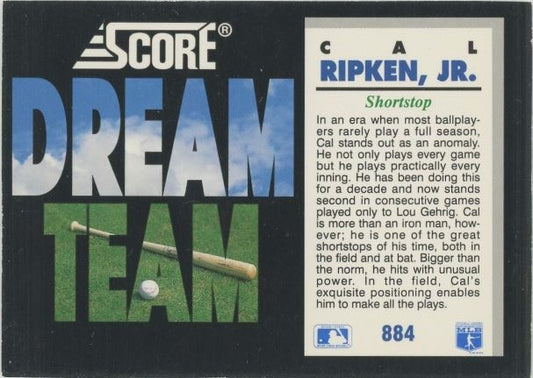 SCORE®
DREAM
TEAM
CAL
RIPKEN, JR.
Shortstop
In an era when most ballplay-
ers rarely play a full season,
Cal stands out as an anomaly.
He not only plays every game
but he plays practically every
inning. He has been doing this
for a decade and now stands
second in consecutive games
played only to Lou Gehrig. Cal
is more than an iron man, how-
ever; he is one of the great
shortstops of his time, both in
the field and at bat. Bigger than
the norm, he hits with unusual
power. In the field, Cal's
exquisite positioning enables
him to make all the plays.
884
MLB